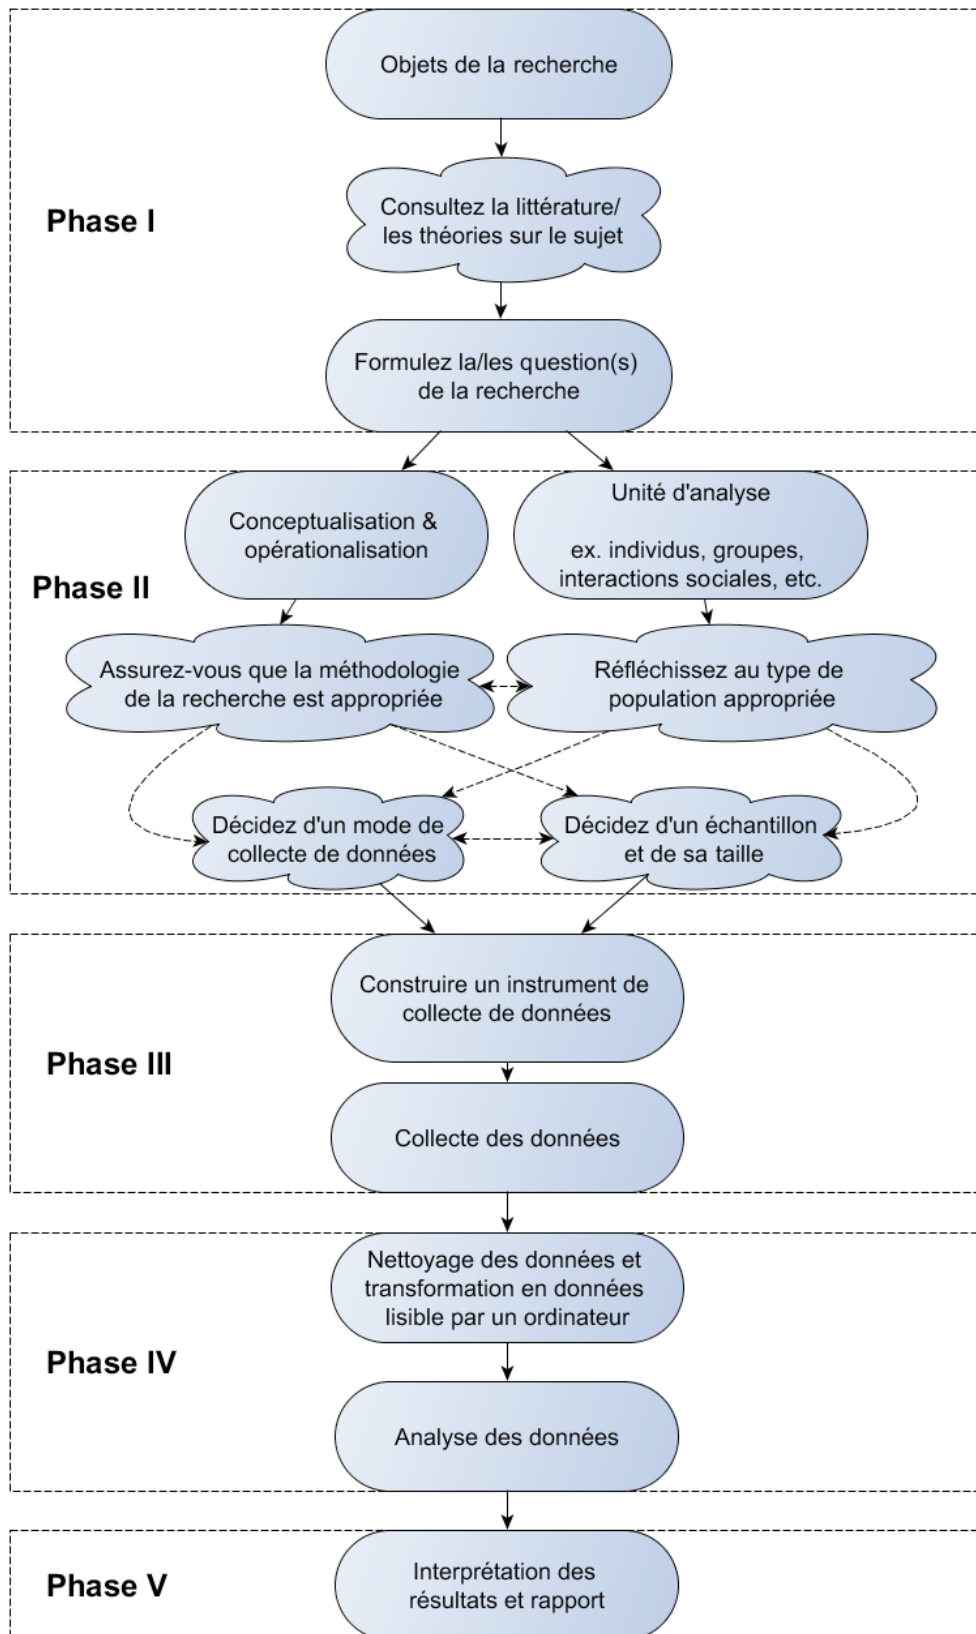 Objets de la recherche
Phase I
Consultez la littérature/
les théories sur le sujet
Formulez la/les question(s)
de la recherche
Phase II
Conceptualisation &
opérationalisation
Unité d'analyse
ex. individus, groupes,
interactions sociales, etc.
Assurez-vous que la méthodologie
de la recherche est appropriée
Réfléchissez au type de
population appropriée
Décidez d'un mode de
collecte de données
Décidez d'un échantillon
et de sa taille
Phase III
Construire un instrument de
collecte de données
Collecte des données
Phase IV
Nettoyage des données et
transformation en données
lisible par un ordinateur
Analyse des données
Phase V
Interprétation des
résultats et rapport